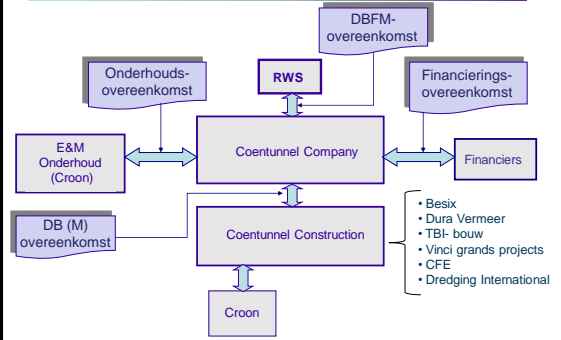 DBFM-
overeenkomst
Onderhouds-
overeenkomst
RWS
Financierings-
overeenkomst
E&M
Onderhoud
(Croon)
Coentunnel Company
Financiers
DB (M)
overeenkomst
Coentunnel Construction
• Besix
• Dura Vermeer
• TBI- bouw
• Vinci grands projects
• CFE
• Dredging International
Croon